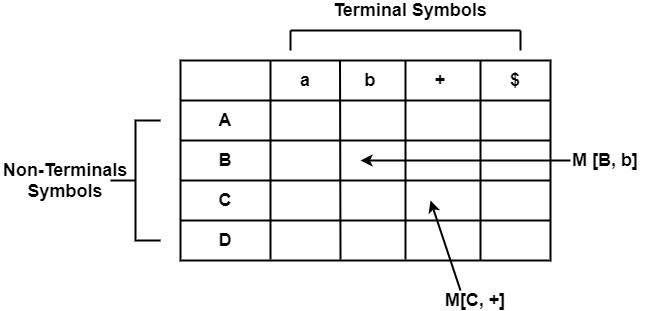 Terminal Symbols
a b + $
A
B
M [B, b]
Non-Terminals
Symbols
C
D
M[C, +]